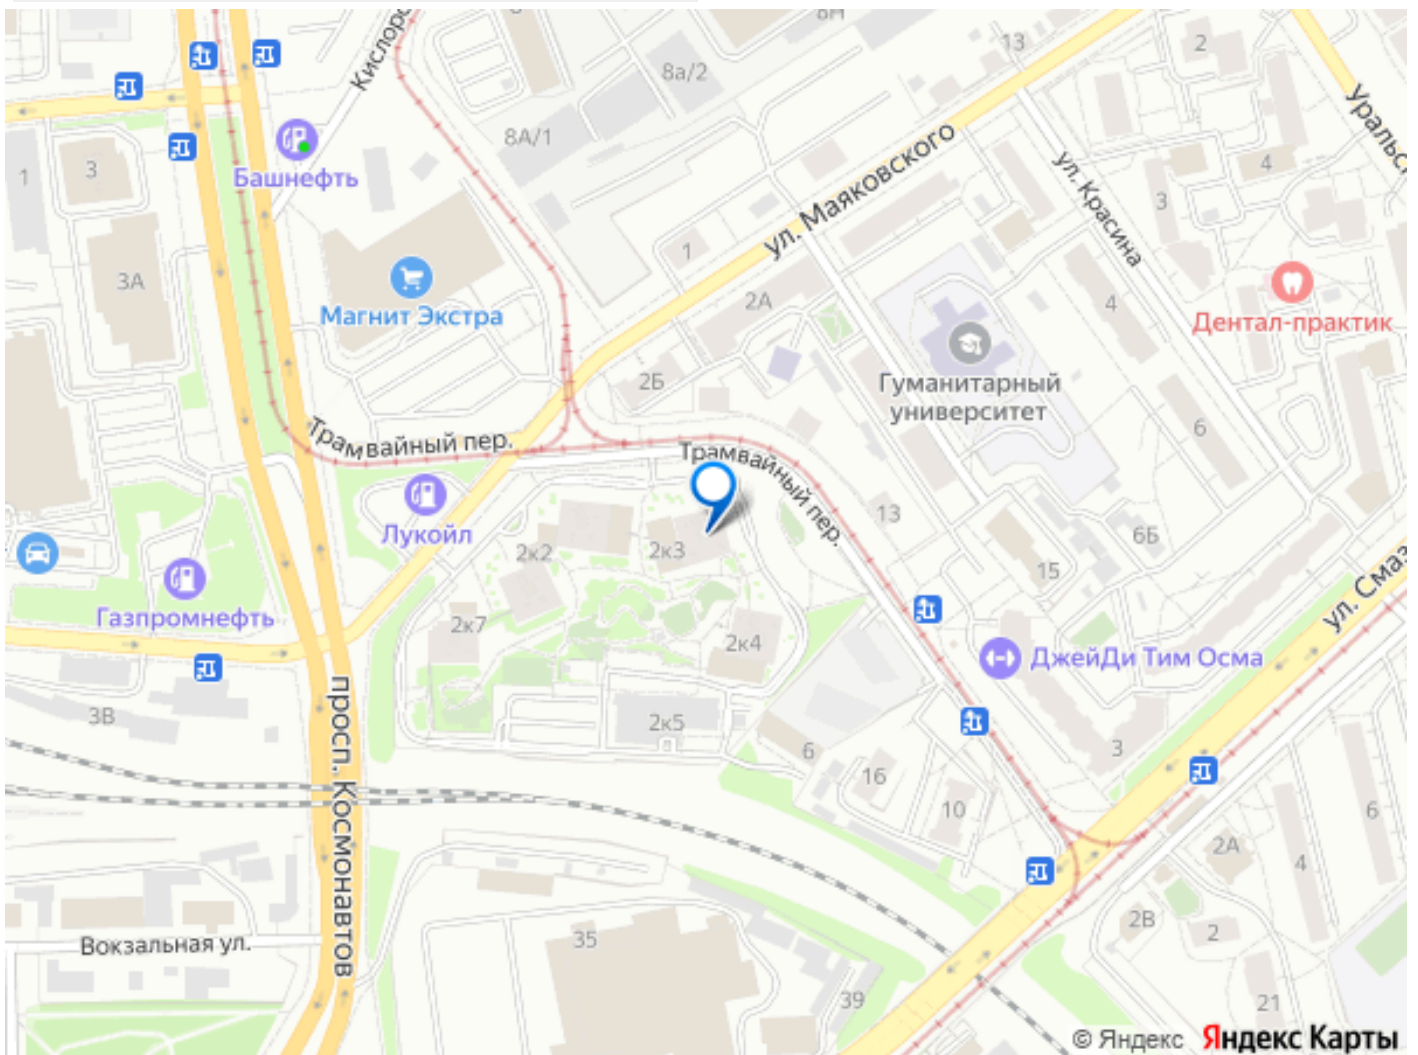 8Н
13
2
Кислоро
8а/2
Уральс
8А/1
Башнефть
1
3
ул. Маяковского
ул. Красина
4
3
1
3А
Магнит Экстра
2А
4
Дентал-практик
2Б
Гуманитарный
университет
6
Трамвайный пер.
Трамвайный пер.
Лукойл
13
2к2
2к3
6Б
15
ул. Смаз
Газпромнефть
2к7
2к4
ДжейДи Тим Осма
3В
просп. Космонавтов
2к5
6
3
16
10
6
2А
4
Вокзальная ул.
35
2В
2
39
21
© Яндекс Яндекс Карты